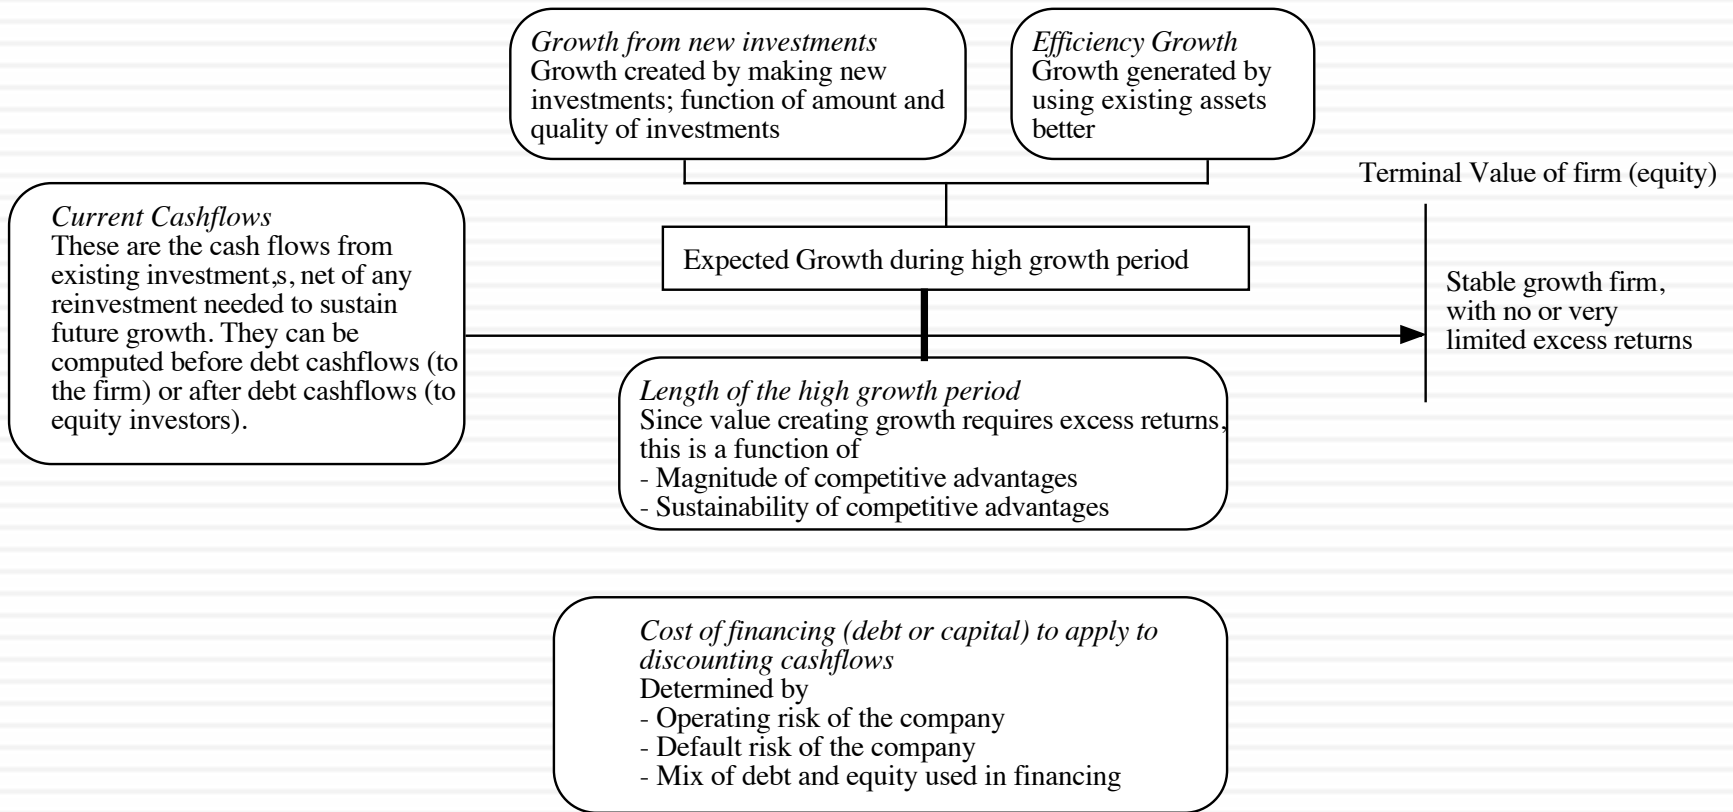 Growth from new investments
Growth created by making new
investments; function of amount and
quality of investments
Efficiency Growth
Growth generated by
using existing assets
better
Terminal Value of firm (equity)
Current Cashflows
These are the cash flows from
existing investment,s, net of any
reinvestment needed to sustain
future growth. They can be
computed before debt cashflows (to
the firm) or after debt cashflows (to
equity investors).
Expected Growth during high growth period
Stable growth firm,
with no or very
limited excess returns
Length of the high growth period
Since value creating growth requires excess returns,
this is a function of
- Magnitude of competitive advantages
- Sustainability of competitive advantages
Cost of financing (debt or capital) to apply to
discounting cashflows
Determined by
- Operating risk of the company
- Default risk of the company
- Mix of debt and equity used in financing